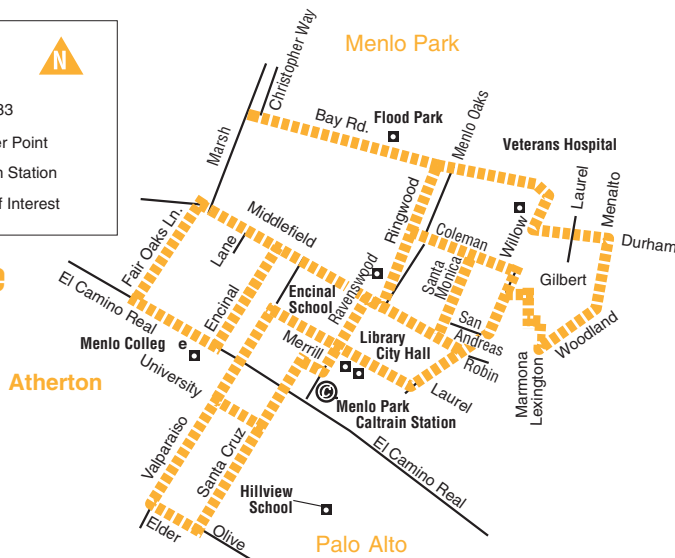 N
33
er Point
n Station
f Interest
e
Menlo Park
Christopher Way
Marsh
Bay Rd.
Flood Park
Menlo Oaks
Veterans Hospital
Laurel
Menalto
Durham
Willow
Gilbert
Woodland
Ringwood
Coleman
Santa
Monica
San
Andreas
Robin
Marmona
Lexington
Fair Oaks Ln.
Lane
Middlefield
Encinal
Encinal
School
Ravenswood
Merrill
Library
City Hall
Laurel
El Camino Real
Menlo Colleg e
University
Atherton
C
Menlo Park
Caltrain Station
El Camino Real
Valparaiso
Santa Cruz
Hillview
School
Elder
Olive
Palo Alto